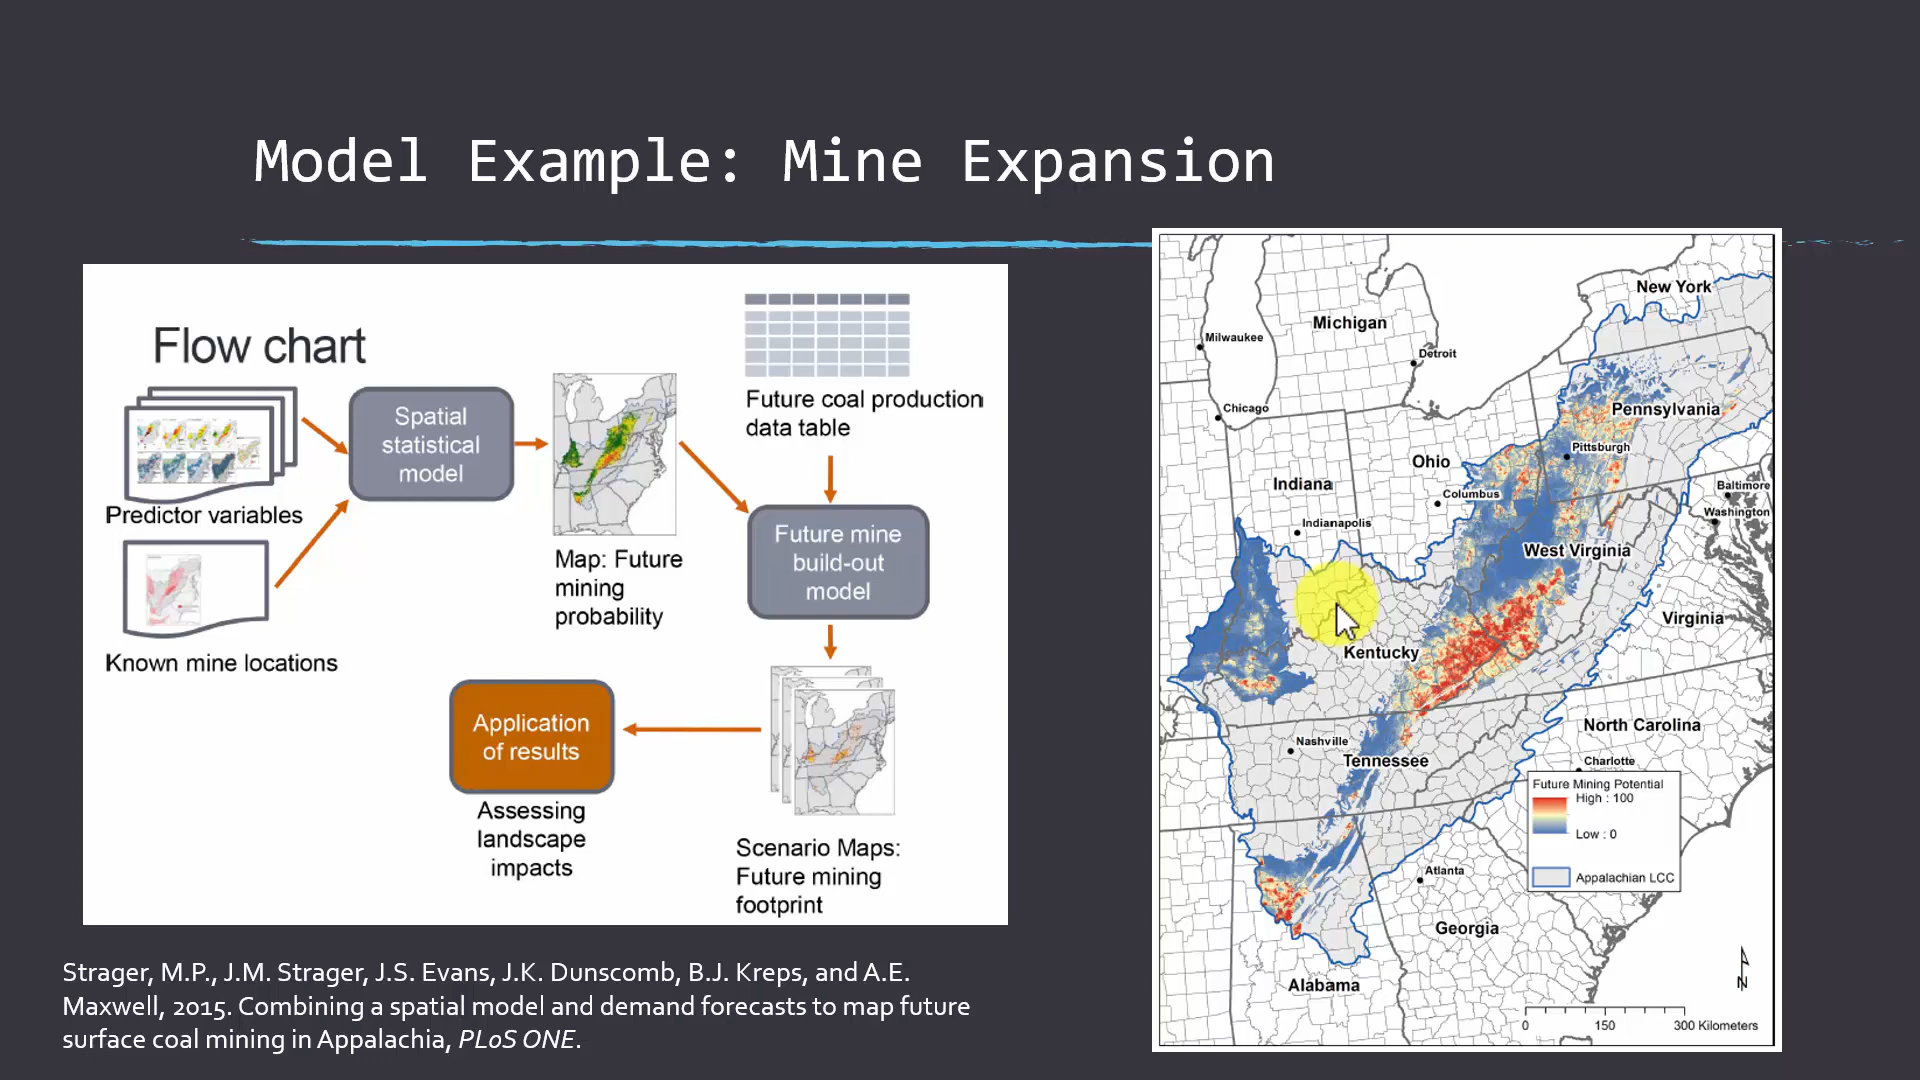 Model Example: Mine Expansion
Flow chart
Predictor variables
Known mine locations
Spatial
statistical
model
Map: Future
mining
probability
Future coal production
data table
Future mine
build-out
model
Scenario Maps:
Future mining
footprint
Application
of results
Assessing
landscape
impacts
Strager, M.P., J.M. Strager, J.S. Evans, J.K. Dunscomb, B.J. Kreps, and A.E.
Maxwell, 2015. Combining a spatial model and demand forecasts to map future
surface coal mining in Appalachia, PLoS ONE.
New York
Michigan
Milwaukee
Detroit
Chicago
Pennsylvania
Pittsburgh
Ohio
Indiana
Columbus
Baltimore
Washington
Indianapolis
West Virginia
Virginia
Kentucky
North Carolina
Nashville
Tennessee
Charlotte
Future Mining Potential
High : 100
Low : 0
Appalachian LCC
Atlanta
Georgia
Alabama
N
0 150 300 Kilometers